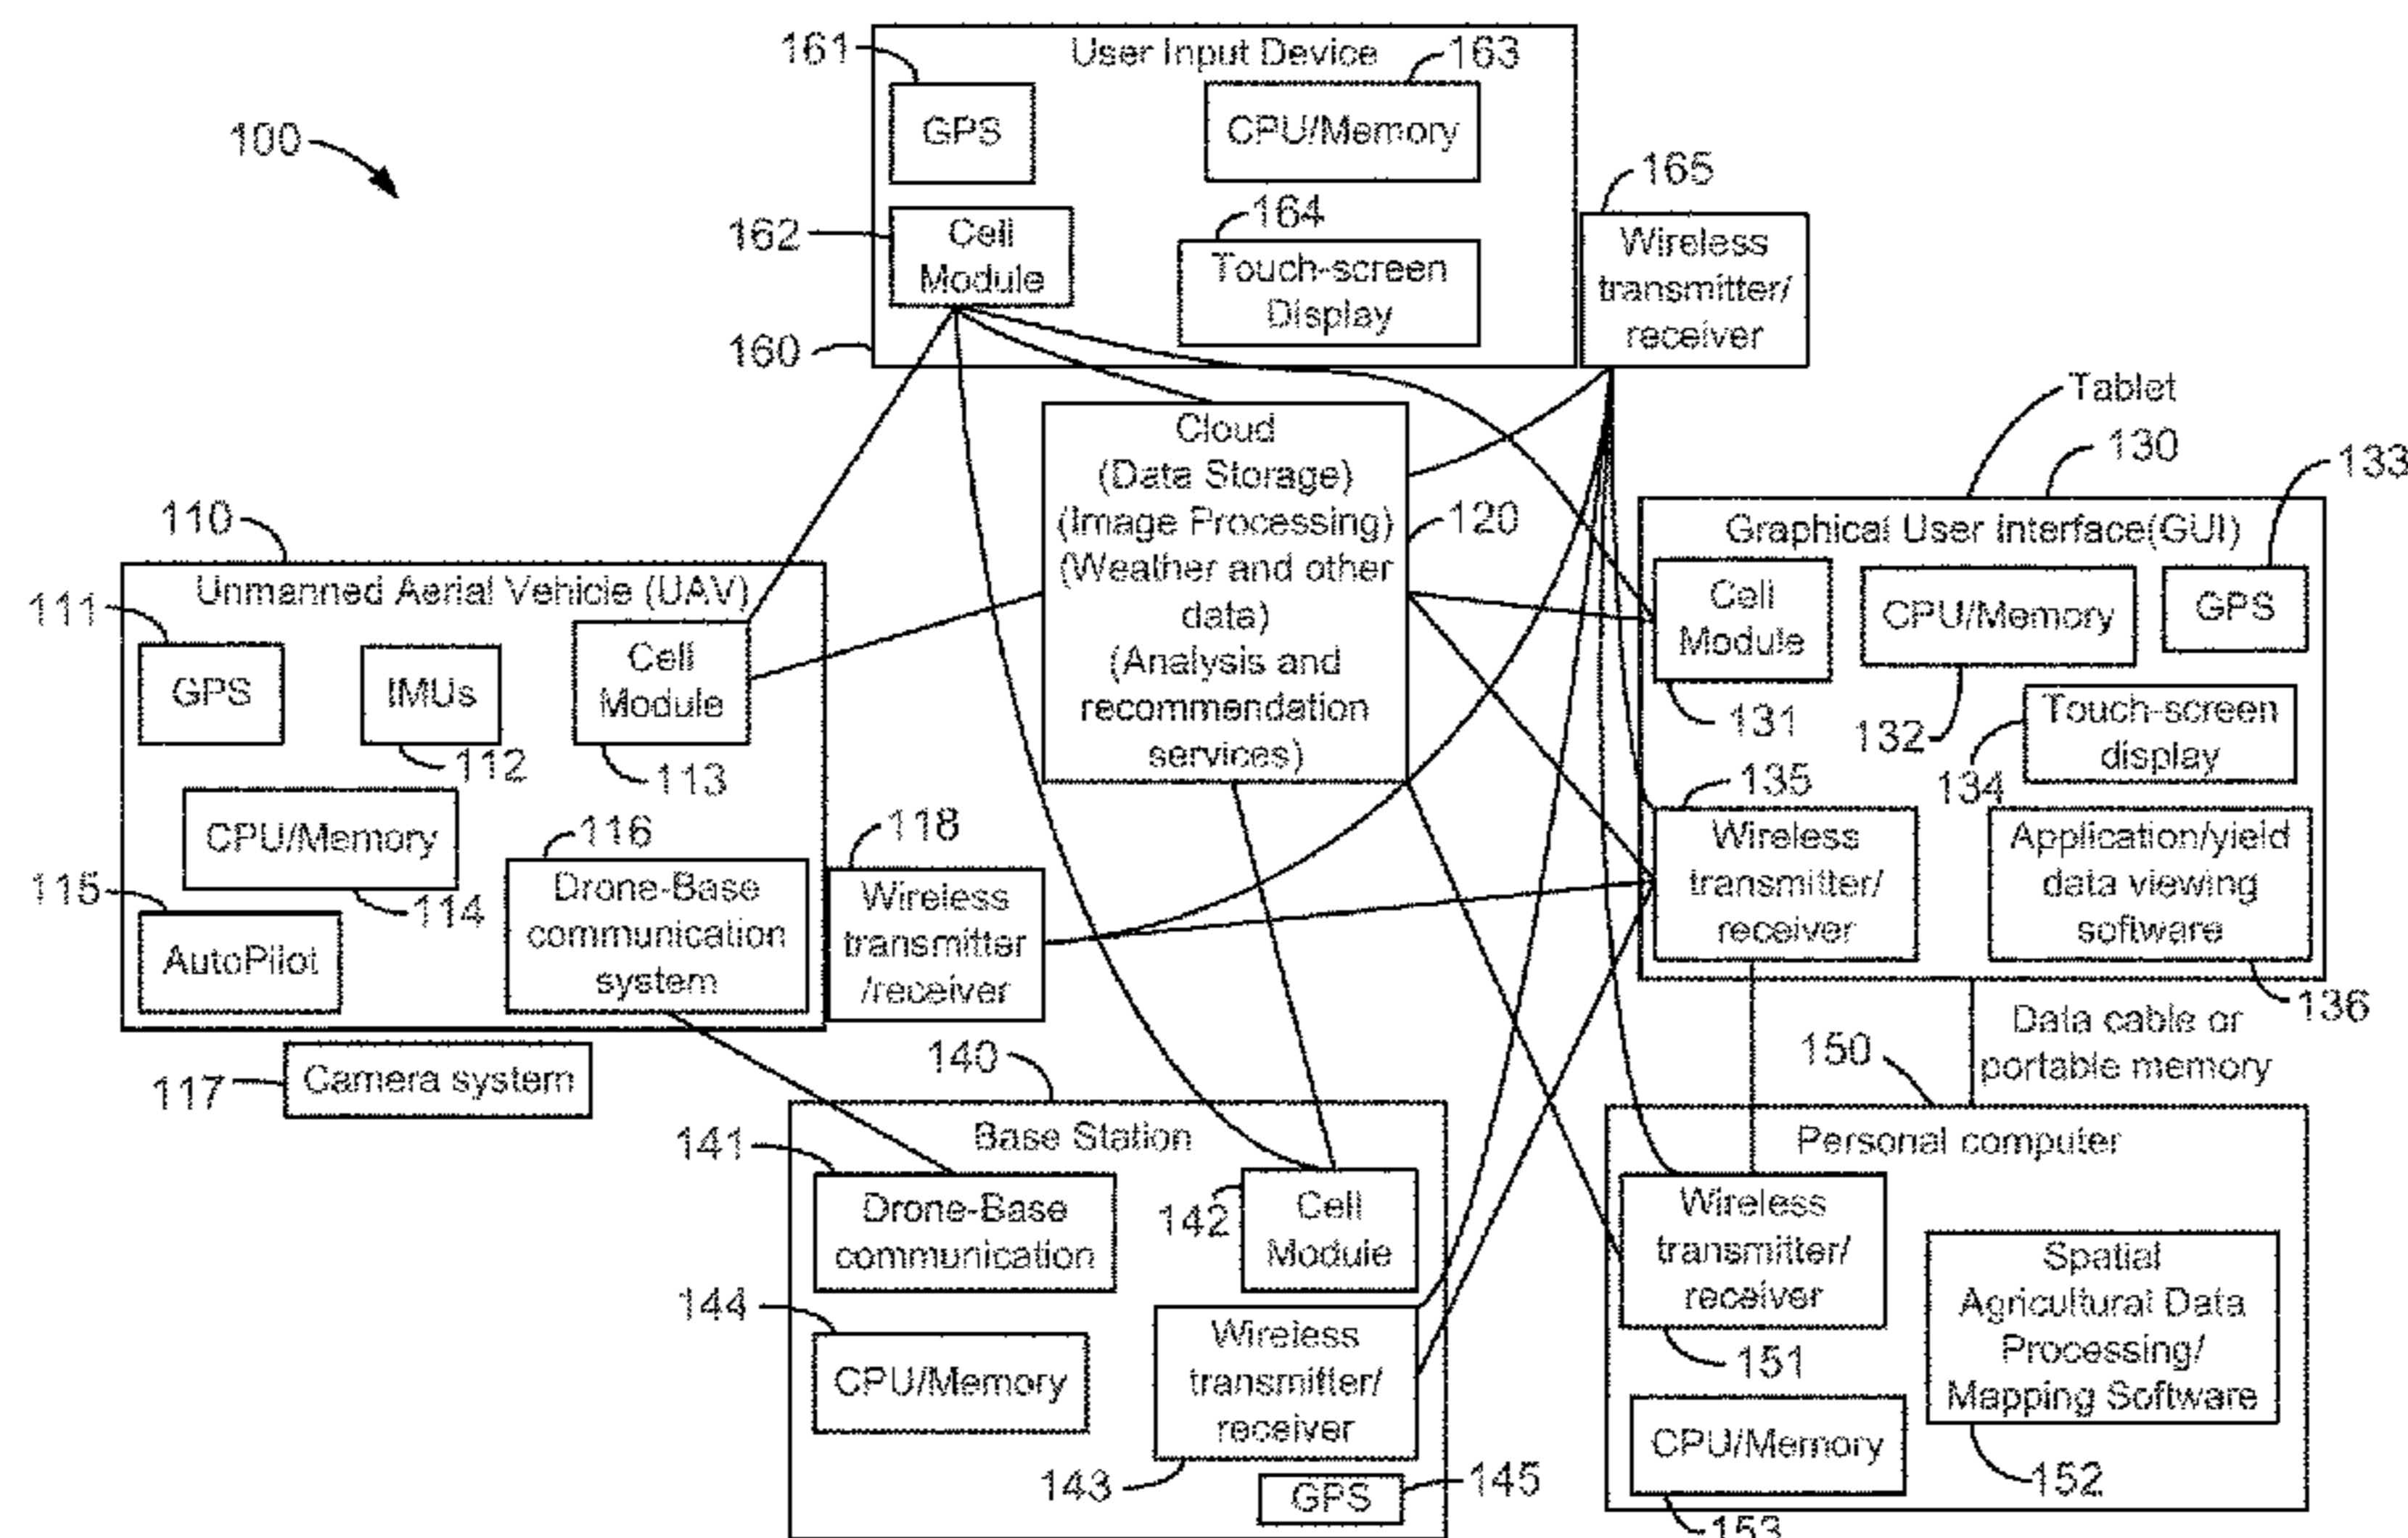 100
161
User Input Device
163
GPS
CPU/Memory
162
Cell
Module
164
Touch-screen
Display
160
165
Wireless
transmitter/
receiver
Cloud
(Data Storage)
(Image Processing)
(Weather and other
data)
(Analysis and
recommendation
services)
120
Tablet
130
133
Graphical User Interface(GUI)
Cell
Module
CPU/Memory
GPS
131
132
Touch-screen
display
134
135
Wireless
transmitter/
receiver
Application/yield
data viewing
software
136
110
Unmanned Aerial Vehicle (UAV)
111
GPS
IMUs
Cell
Module
112
113
CPU/Memory
114
115
AutoPilot
116
Drone-Base
communication
system
118
Wireless
transmitter
/receiver
117
Camera system
140
Base Station
141
Drone-Base
communication
142
Cell
Module
144
CPU/Memory
Wireless
transmitter/
receiver
143
GPS
145
Data cable or
portable memory
150
Personal computer
Wireless
transmitter/
receiver
151
Spatial
Agricultural Data
Processing/
Mapping Software
152
CPU/Memory
153